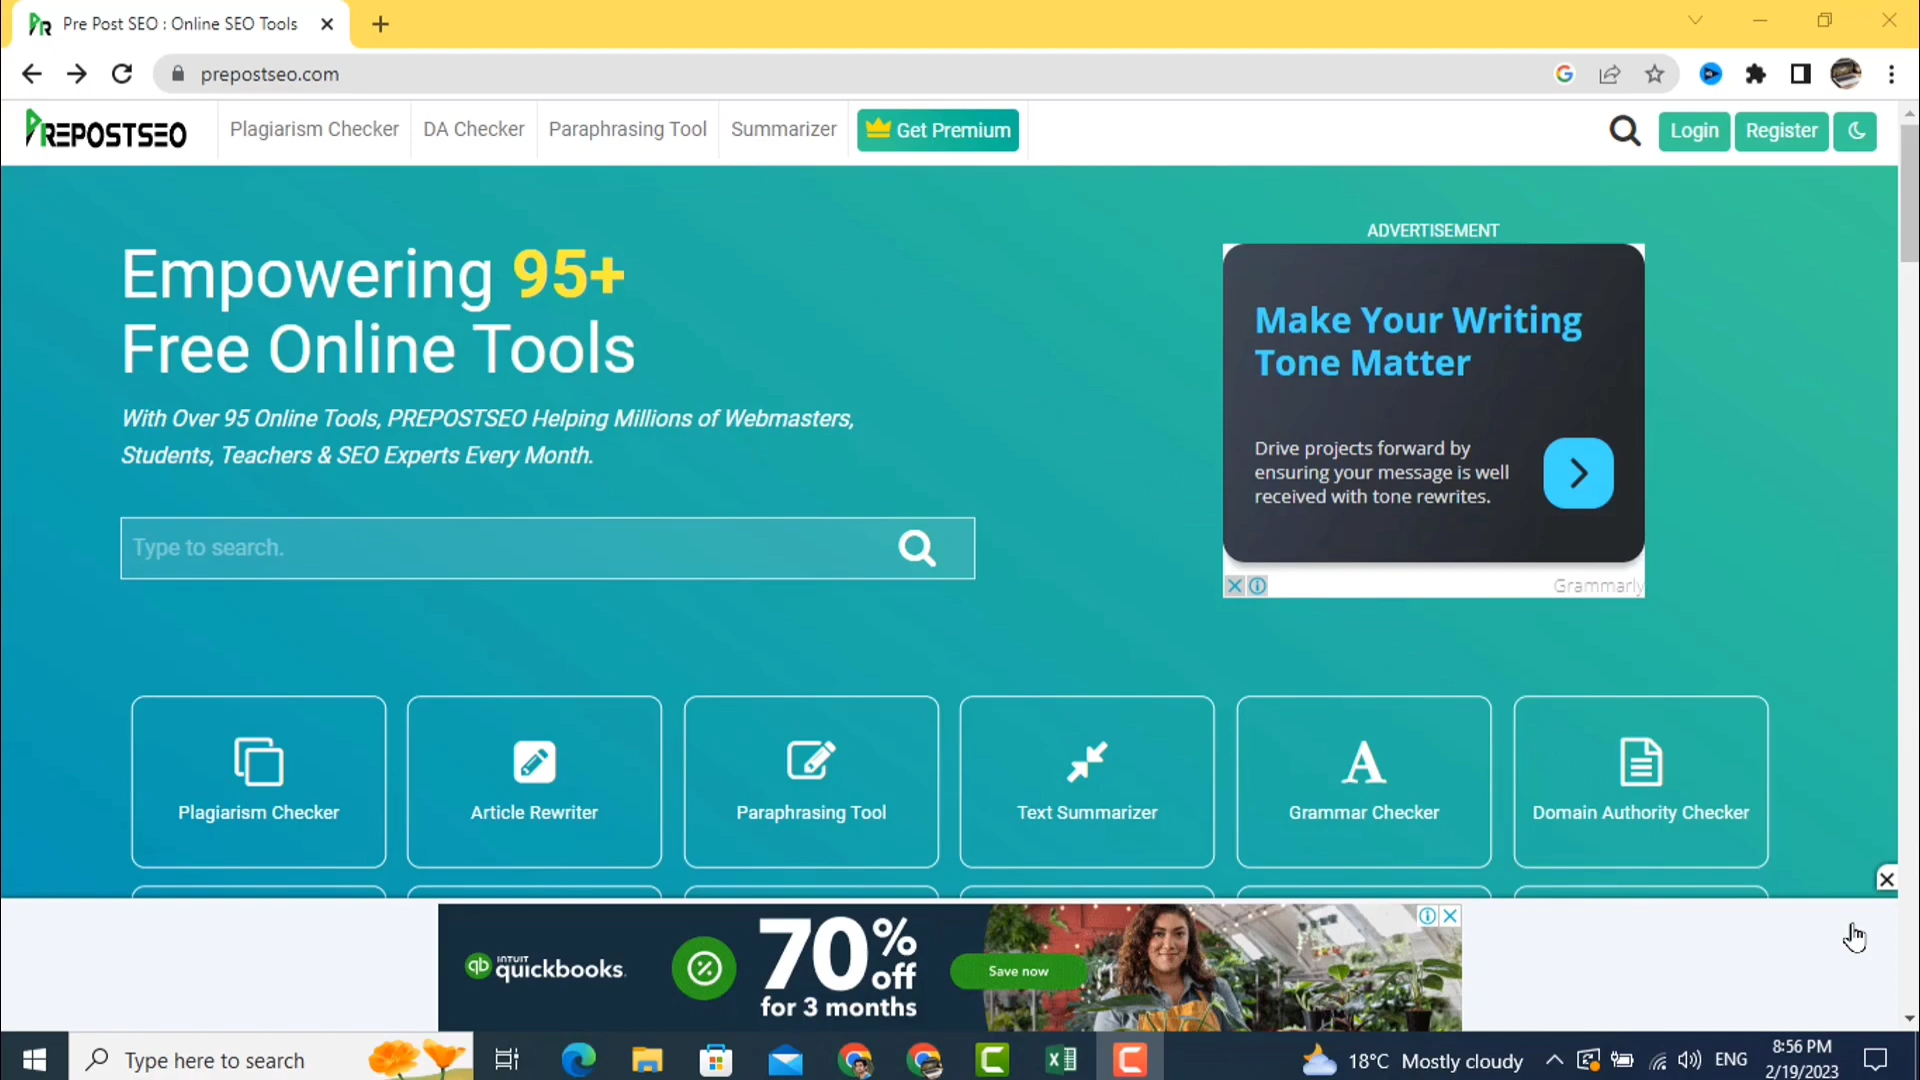 Pre Post SEO : Online SEO Tools
prepostseo.com
PREPOSTSEO
Plagiarism Checker
DA Checker
Paraphrasing Tool
Summarizer
Get Premium
Login
Register
Empowering 95+
Free Online Tools
With Over 95 Online Tools, PREPOSTSEO Helping Millions of Webmasters,
Students, Teachers & SEO Experts Every Month.
Type to search.
ADVERTISEMENT
Make Your Writing
Tone Matter
Drive projects forward by
ensuring your message is well
received with tone rewrites.
Grammarly
Plagiarism Checker
Article Rewriter
Paraphrasing Tool
Text Summarizer
Grammar Checker
Domain Authority Checker
qb INTUIT
quickbooks.
70% off
for 3 months
Save now
Type here to search
18°C Mostly cloudy
ENG
8:56 PM
2/19/2023